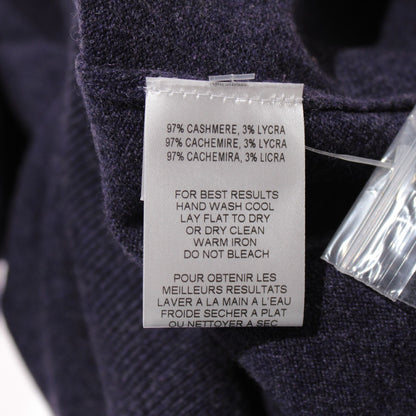 97% CASHMERE, 3% LYCRA
97% CACHEMIRE, 3% LYCRA
97% CACHEMIRA, 3% LICRA
FOR BEST RESULTS
HAND WASH COOL
LAY FLAT TO DRY
OR DRY CLEAN
WARM IRON
DO NOT BLEACH
POUR OBTENIR LES
MEILLEURS RESULTATS
LAVER A LA MAIN A L'EAU
FROIDE SECHER A PLAT
OU NETTOYER A SEC